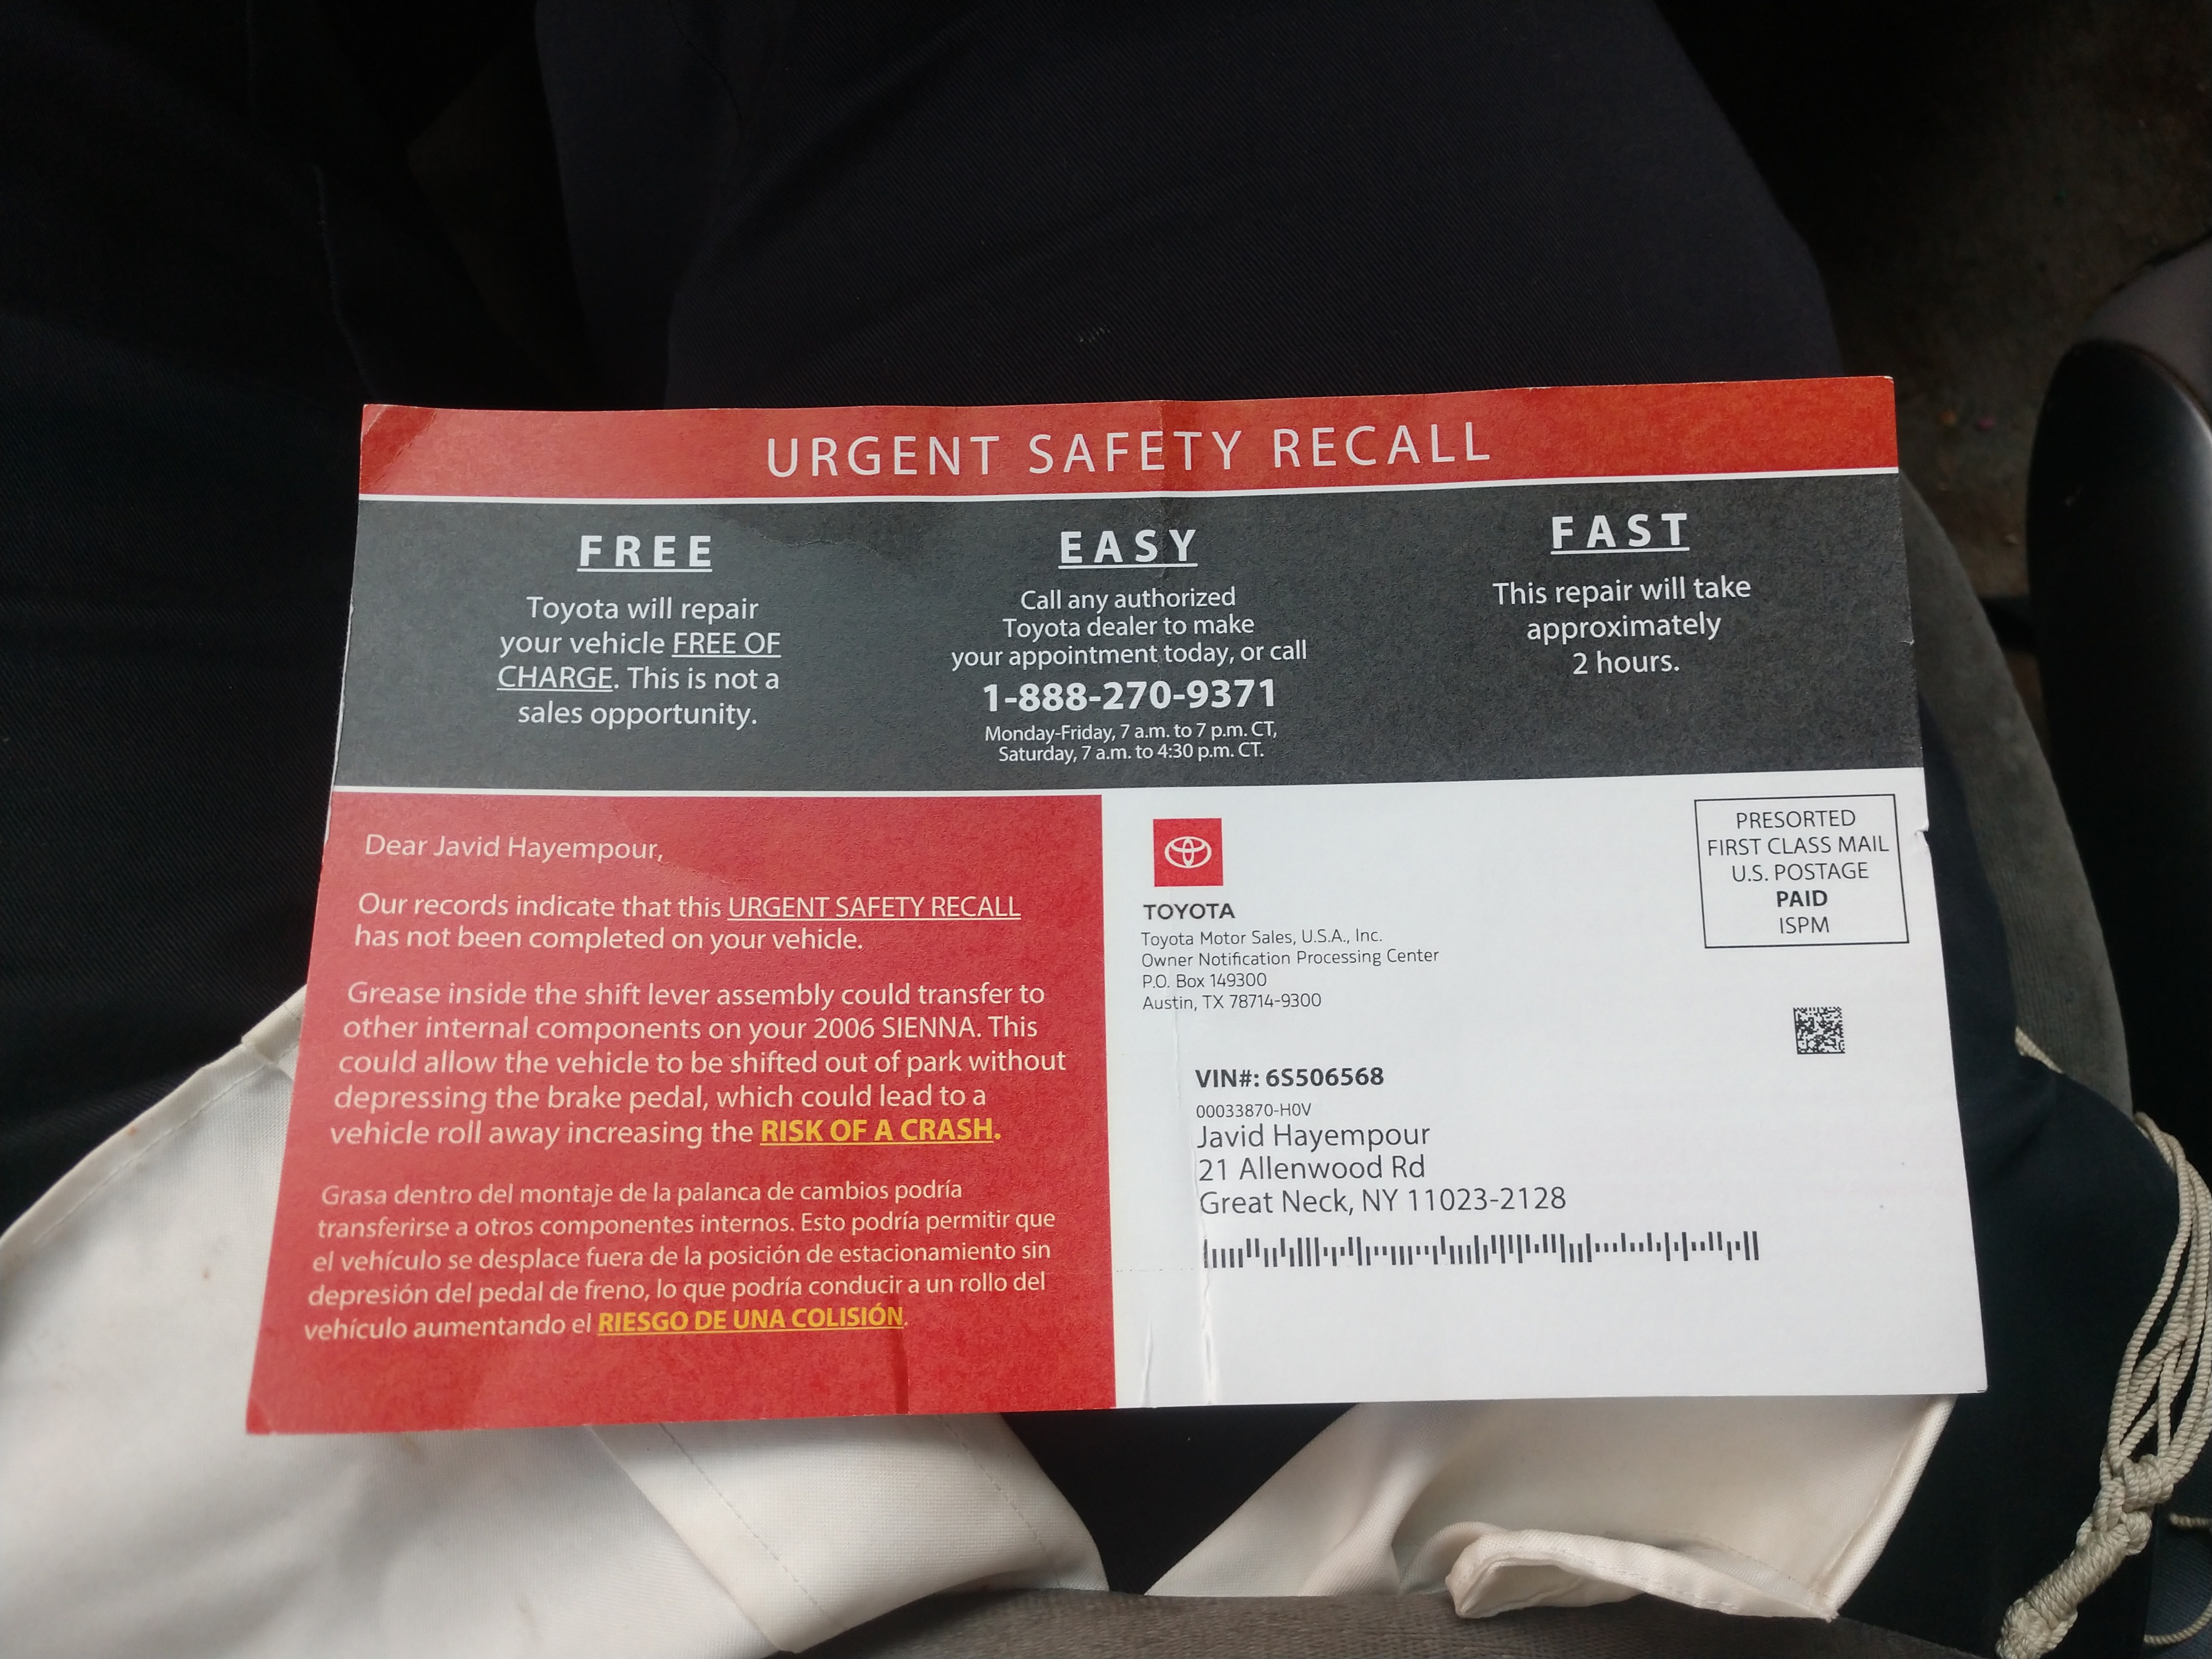 URGENT SAFETY RECALL
FREE
Toyota will repair
your vehicle FREE OF
CHARGE. This is not a
sales opportunity.
EASY
Call any authorized
Toyota dealer to make
your appointment today, or call
1-888-270-9371
Monday-Friday, 7 a.m. to 7 p.m. CT,
Saturday, 7 a.m. to 4:30 p.m. CT.
FAST
This repair will take
approximately
2 hours.
Dear Javid Hayempour,
Our records indicate that this URGENT SAFETY RECALL
has not been completed on your vehicle.
Grease inside the shift lever assembly could transfer to
other internal components on your 2006 SIENNA. This
could allow the vehicle to be shifted out of park without
depressing the brake pedal, which could lead to a
vehicle roll away increasing the RISK OF A CRASH.
Grasa dentro del montaje de la palanca de cambios podría
transferirse a otros componentes internos. Esto podría permitir que
el vehículo se desplace fuera de la posición de estacionamiento sin
depresión del pedal de freno, lo que podría conducir a un rollo del
vehículo aumentando el RIESGO DE UNA COLISIÓN.
TOYOTA
Toyota Motor Sales, U.S.A., Inc.
Owner Notification Processing Center
P.O. Box 149300
Austin, TX 78714-9300
PRESORTED
FIRST CLASS MAIL
U.S. POSTAGE
PAID
ISPM
VIN#: 6S506568
00033870-H0V
Javid Hayempour
21 Allenwood Rd
Great Neck, NY 11023-2128